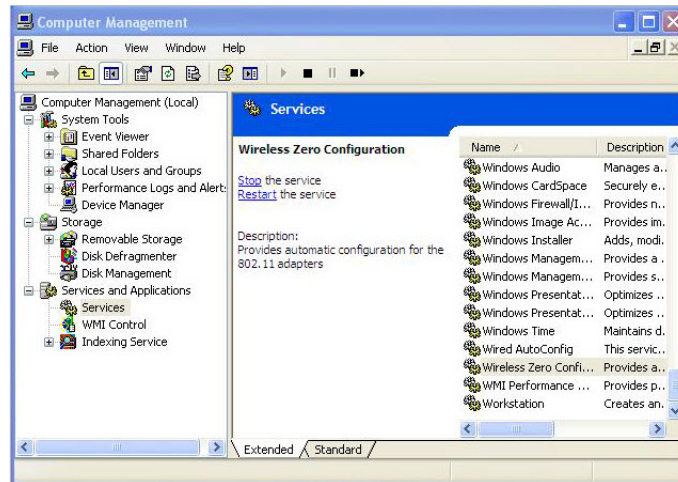 Computer Management
File Action View Window Help
Computer Management (Local)
System Tools
Event Viewer
Shared Folders
Local Users and Groups
Performance Logs and Alert:
Device Manager
Storage
Removable Storage
Disk Defragmenter
Disk Management
Services and Applications
Services
WMI Control
Indexing Service
Services
Wireless Zero Configuration
Stop the service
Restart the service
Description:
Provides automatic configuration for the
802.11 adapters
Name Description
Windows Audio Manages a..
Windows CardSpace Securely e..
Windows Firewall/I... Provides n..
Windows Image Ac... Provides im.
Windows Installer Adds, modi.
Windows Managem... Provides a .
Windows Managem... Provides s..
Windows Presentat... Optimizes ..
Windows Presentat... Optimizes ..
Windows Time Maintains d.
Wired AutoConfig This servic..
Wireless Zero Confi... Provides a..
WMI Performance ... Provides p..
Workstation Creates an.
Extended Standard